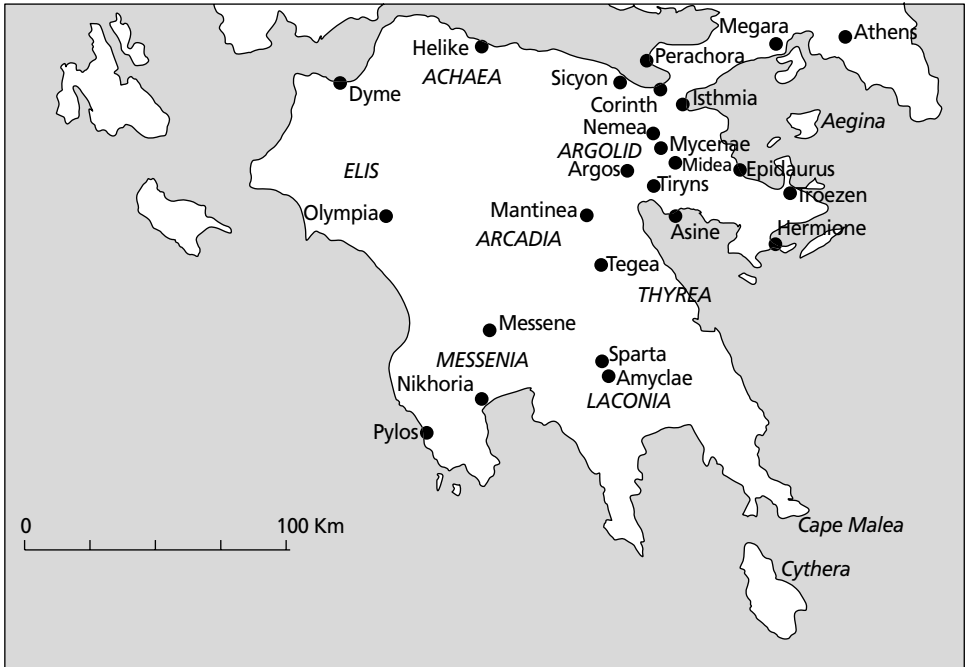 Megara
Athens
Helike
Perachora
ACHAEA
Sicyon
Dyme
Corinth
Isthmia
Nemea
Aegina
Mycenae
ARGOLID
Midea
ELIS
Argos
Epidaurus
Tiryns
Troezen
Olympia
Mantinea
Asine
Hermione
ARCADIA
Tegea
THYREA
Messene
MESSENIA
Sparta
Amyclae
Nikhoria
LACONIA
Pylos
0 100 Km
Cape Malea
Cythera